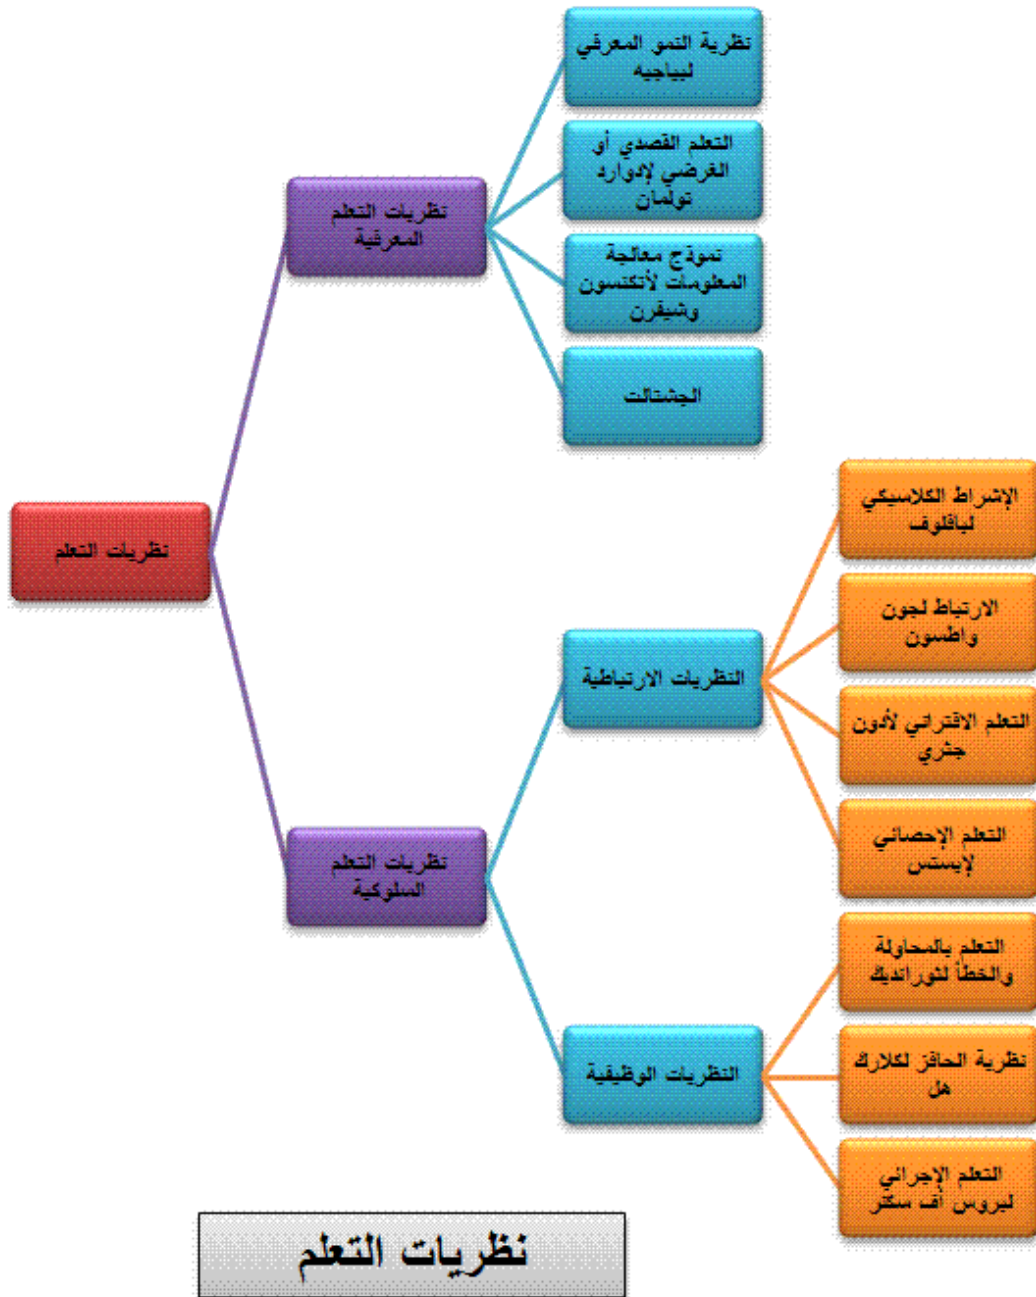 نظرية النمو المعرفي
لبياجيه
التعلم القصدي أو
الغرضي لإدوارد
تولمان
نموذج معالجة
المعلومات لأتكنسون
وشيفرن
الجشتالت
نظريات التعلم
المعرفية
نظريات التعلم
الإشراط الكلاسيكي
لبافلوف
الارتباط لجون
واطسون
التعلم الاقتراني لأدون
جثري
التعلم الإحصائي
لإيستس
النظريات الارتباطية
نظريات التعلم
السلوكية
التعلم بالمحاولة
والخطأ لثورانديك
نظرية الحافز لكلارك
هل
التعلم الإجرائي
لبروس أف سكنر
النظريات الوظيفية
نظريات التعلم